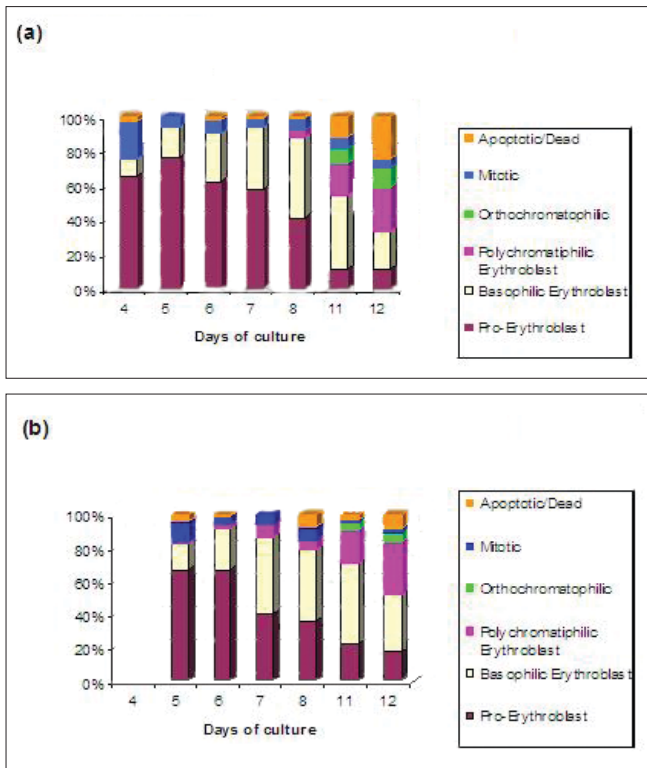 (a)
100%
80%
60%
40%
20%
0%
4 5 6 7 8 11 12
Days of culture
Apoptotic/Dead
Mitotic
Orthochromatophilic
Polychromatiphilic
Erythroblast
Basophilic Erythroblast
Pro-Erythroblast
(b)
100%
80%
60%
40%
20%
0%
4 5 6 7 8 11 12
Days of culture
Apoptotic/Dead
Mitotic
Orthochromatophilic
Polychromatiphilic
Erythroblast
Basophilic Erythroblast
Pro-Erythroblast